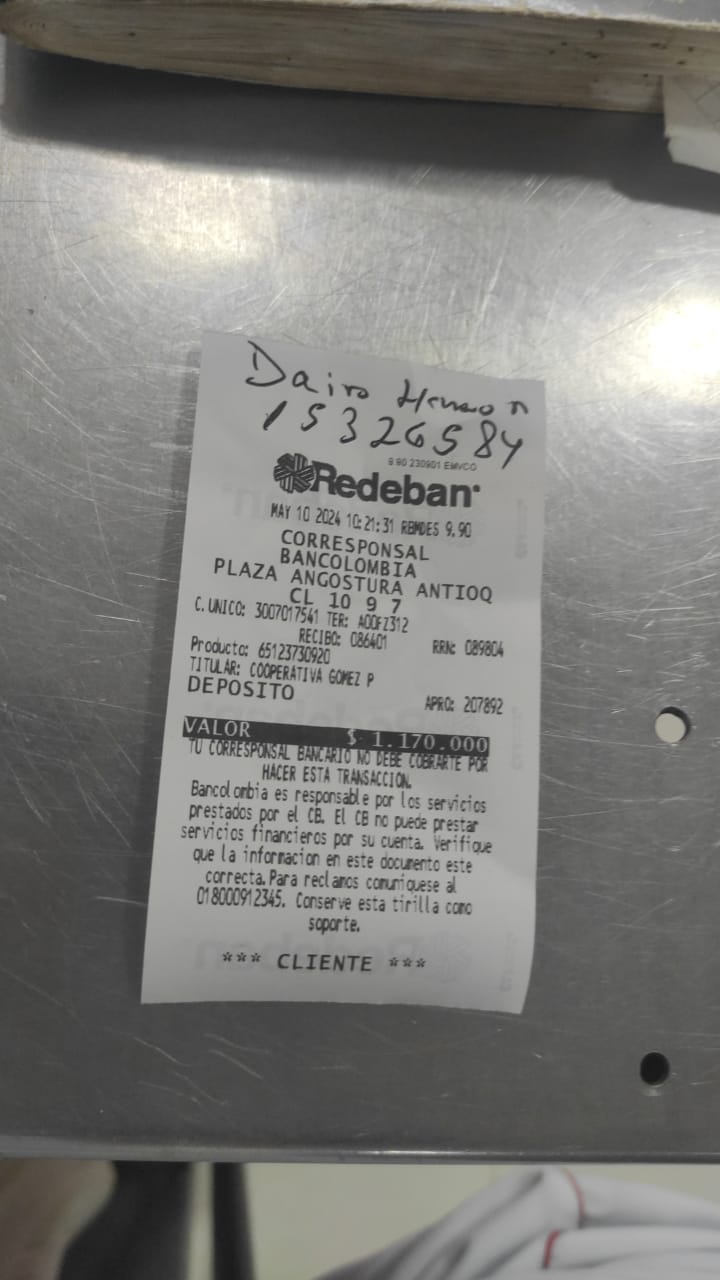 Dairo Henao
15326584
9.90 230901 EMVCO
Redeban
MAY 10 2024 10:21:31 RBMDES 9.90
CORRESPONSAL
BANCOLOMBIA
PLAZA ANGOSTURA ANTIOQ
CL 10 9 7
C.UNICO: 3007017541 TER: A00FZ312
RECIBO: 086401 RRN: 089804
Producto: 65123730920
TITULAR: COOPERATIVA GOMEZ P
DEPOSITO APRO: 207892
VALOR $ 1.170.000
TU CORRESPONSAL BANCARIO NO DEBE COBRARTE POR
HACER ESTA TRANSACCION.
Bancolombia es responsable por los servicios
prestados por el CB. El CB no puede prestar
servicios financieros por su cuenta. Verifique
que la informacion en este documento este
correcta.Para reclamos comuniquese al
018000912345. Conserve esta tirilla como
soporte.
*** CLIENTE ***